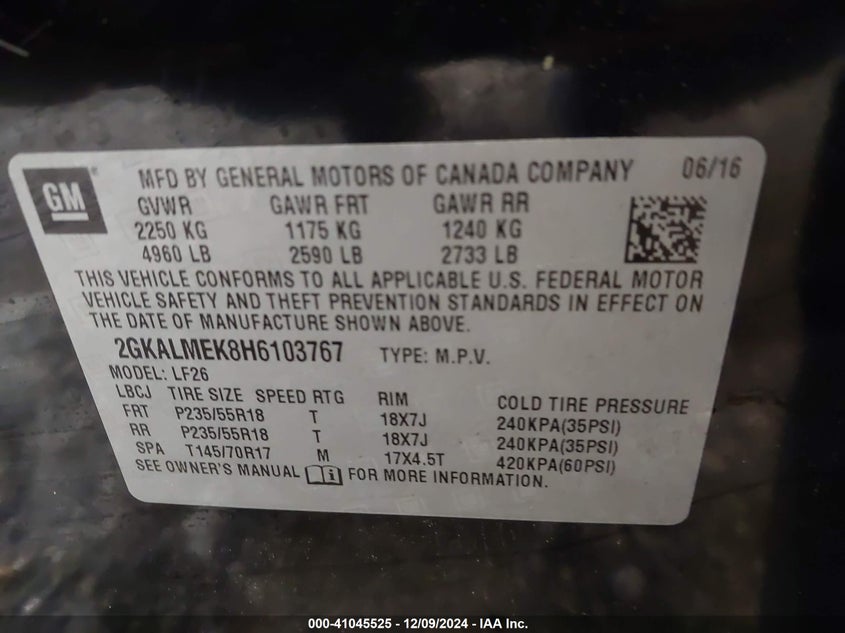 GM
MFD BY GENERAL MOTORS OF CANADA COMPANY 06/16
GVWR GAWR FRT GAWR RR
2250 KG 1175 KG 1240 KG
4960 LB 2590 LB 2733 LB
THIS VEHICLE CONFORMS TO ALL APPLICABLE U.S. FEDERAL MOTOR
VEHICLE SAFETY AND THEFT PREVENTION STANDARDS IN EFFECT ON
THE DATE OF MANUFACTURE SHOWN ABOVE.
2GKALMEK8H6103767 TYPE: M.P.V.
MODEL: LF26
LBCJ TIRE SIZE SPEED RTG RIM COLD TIRE PRESSURE
FRT P235/55R18 T 18X7J 240KPA(35PSI)
RR P235/55R18 T 18X7J 240KPA(35PSI)
SPA T145/70R17 M 17X4.5T 420KPA(60PSI)
SEE OWNER'S MANUAL FOR MORE INFORMATION.
000-41045525 - 12/09/2024 - IAA Inc.